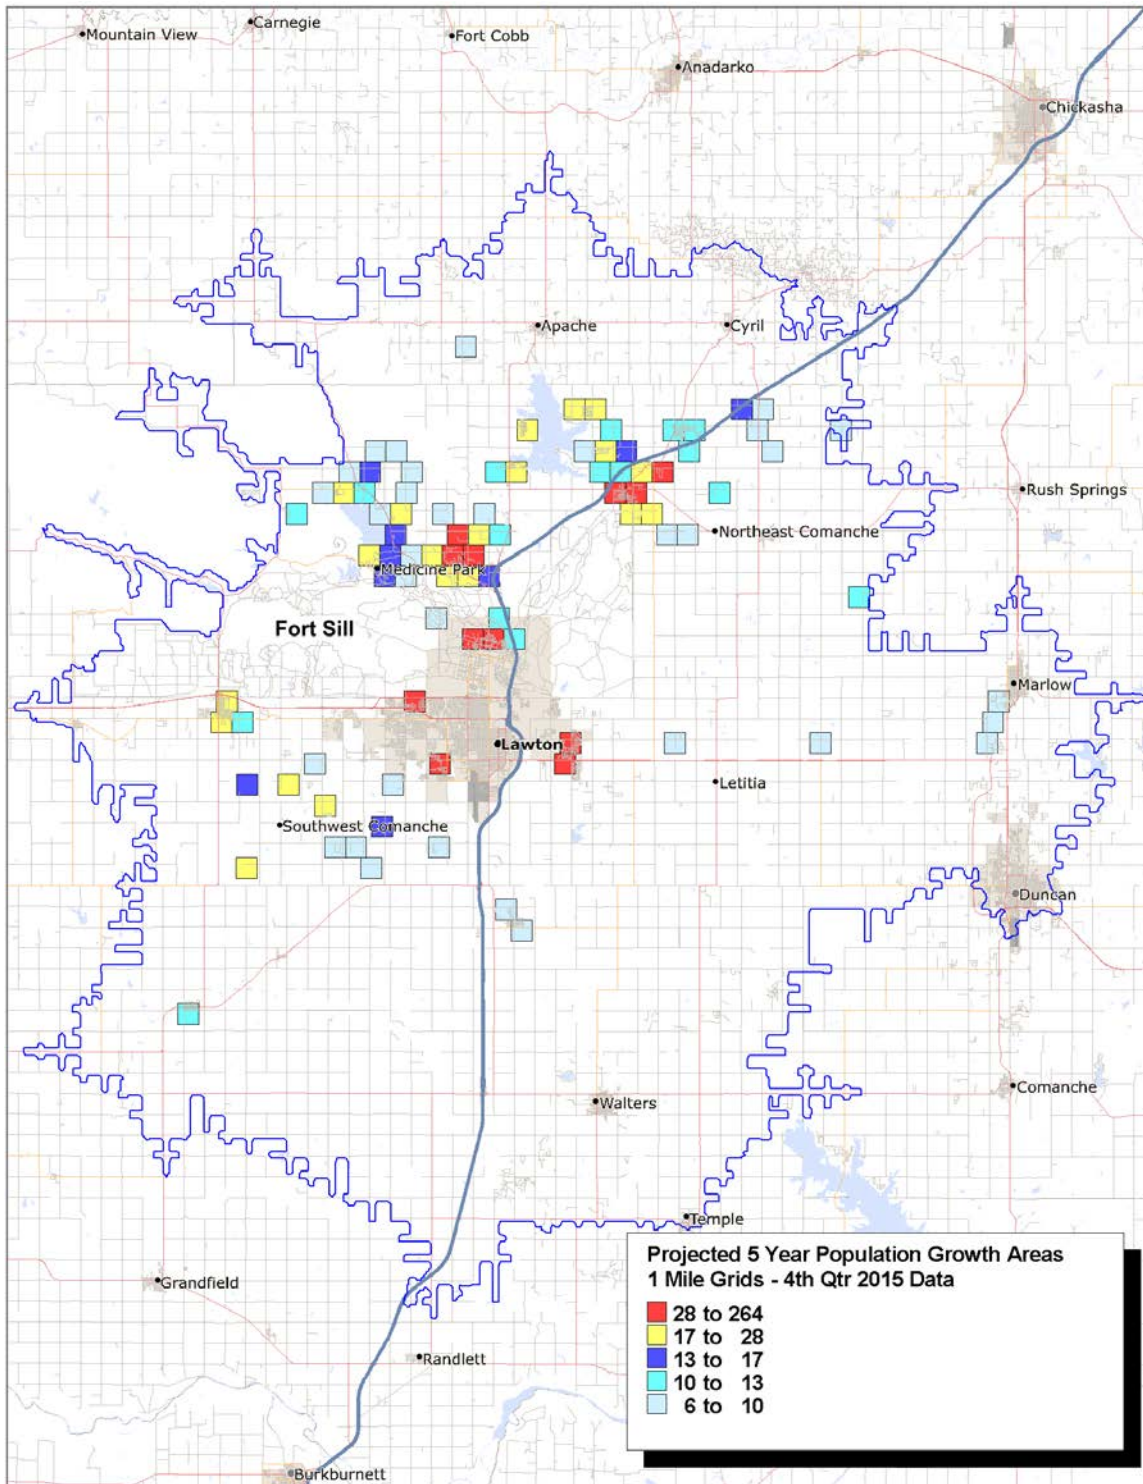 Carnegie
Mountain View
Fort Cobb
Anadarko
Chickasha
Apache
Cyril
Rush Springs
Northeast Comanche
Medicine Park
Fort Sill
Marlow
Lawton
Letitia
Southwest Comanche
Duncan
Comanche
Walters
Temple
Projected 5 Year Population Growth Areas
1 Mile Grids - 4th Qtr 2015 Data
28 to 264
17 to 28
13 to 17
10 to 13
6 to 10
Grandfield
Randlett
Burkburnett